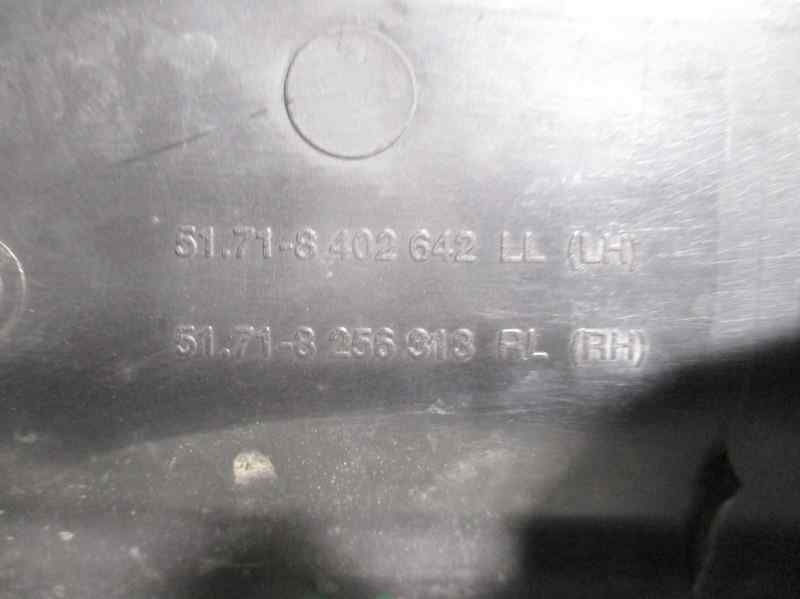 51.71-8 402 642 LL (LH)
51.71-8 256 313 RL (RH)